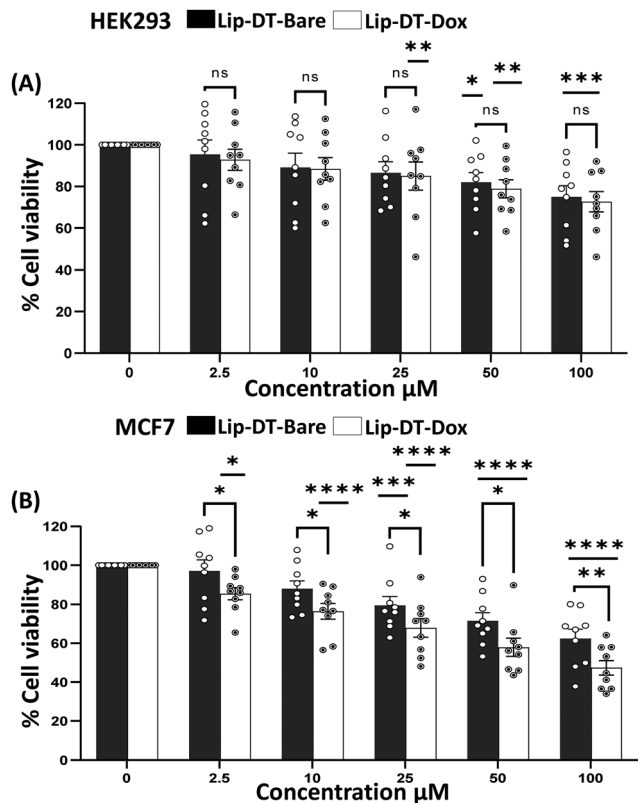 HEK293 Lip-DT-Bare Lip-DT-Dox
(A)
ns ns ns ** * ** ns *** ns
% Cell viability
120
100
80
60
40
20
0
0 2.5 10 25 50 100
Concentration µM
MCF7 Lip-DT-Bare Lip-DT-Dox
(B)
* * **** * *** **** * **** * **** **
% Cell viability
120
100
80
60
40
20
0
0 2.5 10 25 50 100
Concentration µM